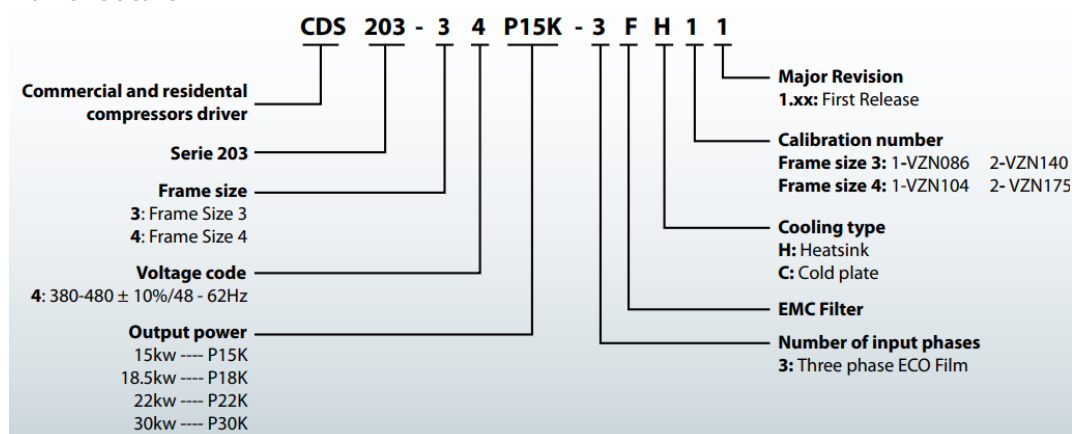 CDS 203 - 3 4 P15K - 3 F H 1 1
Commercial and residental
compressors driver
Serie 203
Frame size
3: Frame Size 3
4: Frame Size 4
Voltage code
4: 380-480 ± 10%/48 - 62Hz
Output power
15kw ---- P15K
18.5kw ---- P18K
22kw ---- P22K
30kw ---- P30K
Major Revision
1.xx: First Release
Calibration number
Frame size 3: 1-VZN086 2-VZN140
Frame size 4: 1-VZN104 2- VZN175
Cooling type
H: Heatsink
C: Cold plate
EMC Filter
Number of input phases
3: Three phase ECO Film